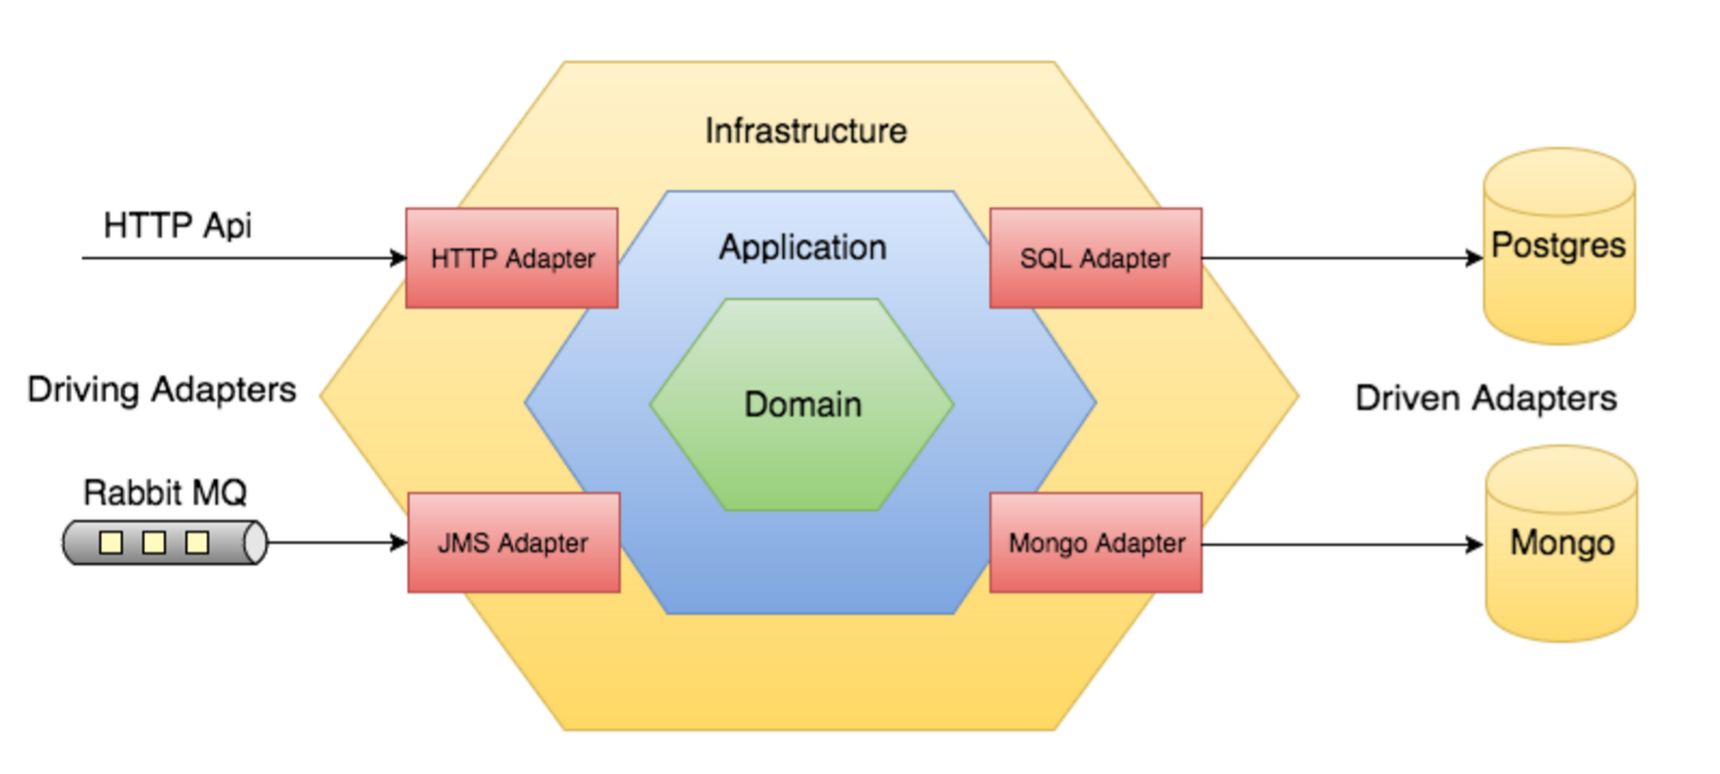 Infrastructure
HTTP Api
HTTP Adapter
Application
SQL Adapter
Postgres
Driving Adapters
Domain
Driven Adapters
Rabbit MQ
JMS Adapter
Mongo Adapter
Mongo